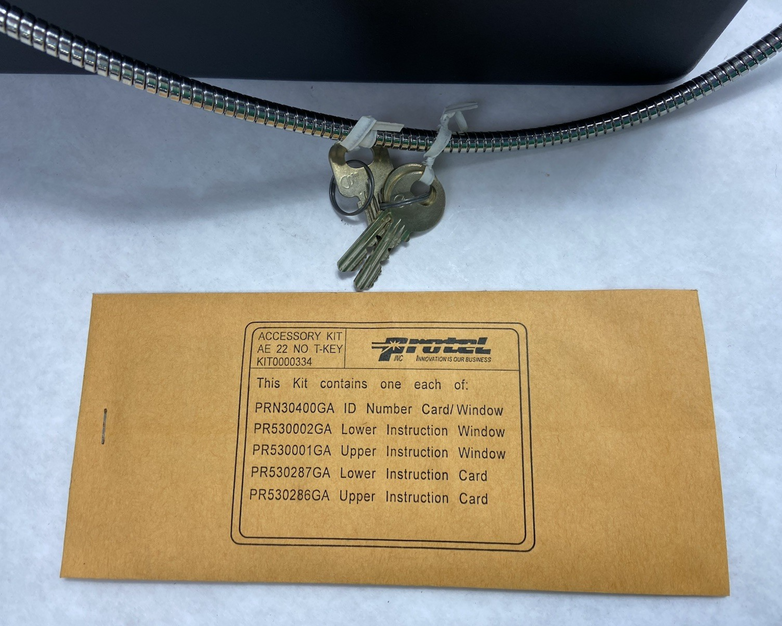 ACCESSORY KIT
AE 22 NO T-KEY
KIT0000334
Protel
INC INNOVATION IS OUR BUSINESS
This Kit contains one each of:
PRN30400GA ID Number Card/Window
PR530002GA Lower Instruction Window
PR530001GA Upper Instruction Window
PR530287GA Lower Instruction Card
PR530286GA Upper Instruction Card